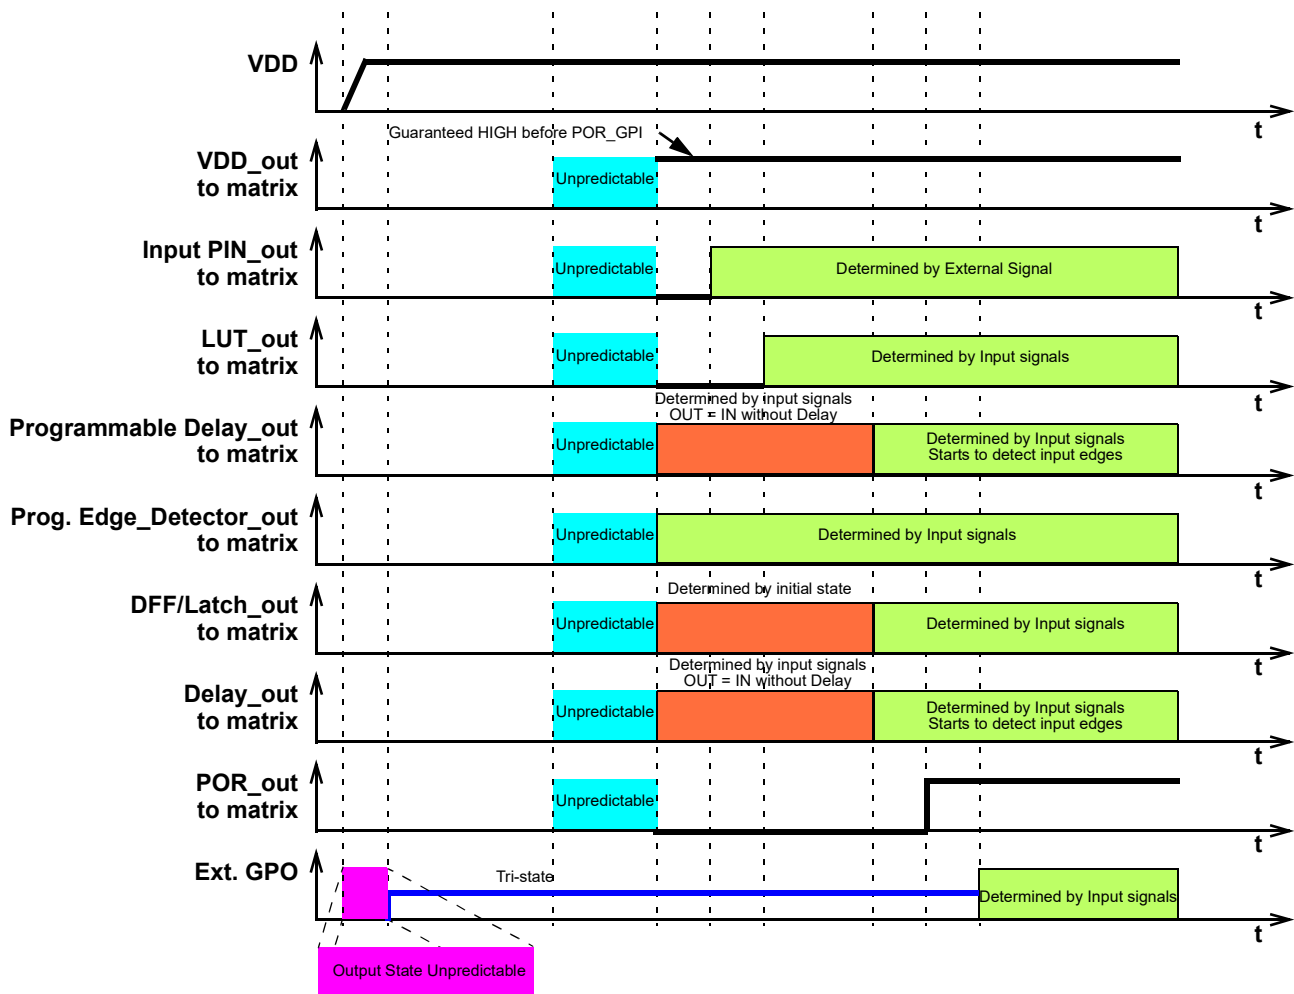 VDD
t
Guaranteed HIGH before POR_GPI
VDD_out
to matrix
Unpredictable
t
Input PIN_out
to matrix
Unpredictable
Determined by External Signal
t
LUT_out
to matrix
Unpredictable
Determined by Input signals
t
Determined by input signals
OUT = IN without Delay
Programmable Delay_out
to matrix
Unpredictable
Determined by Input signals
Starts to detect input edges
t
Prog. Edge_Detector_out
to matrix
Unpredictable
Determined by Input signals
t
Determined by initial state
DFF/Latch_out
to matrix
Unpredictable
Determined by Input signals
t
Determined by input signals
OUT = IN without Delay
Delay_out
to matrix
Unpredictable
Determined by Input signals
Starts to detect input edges
t
POR_out
to matrix
Unpredictable
t
Ext. GPO
Tri-state
Determined by Input signals
t
Output State Unpredictable